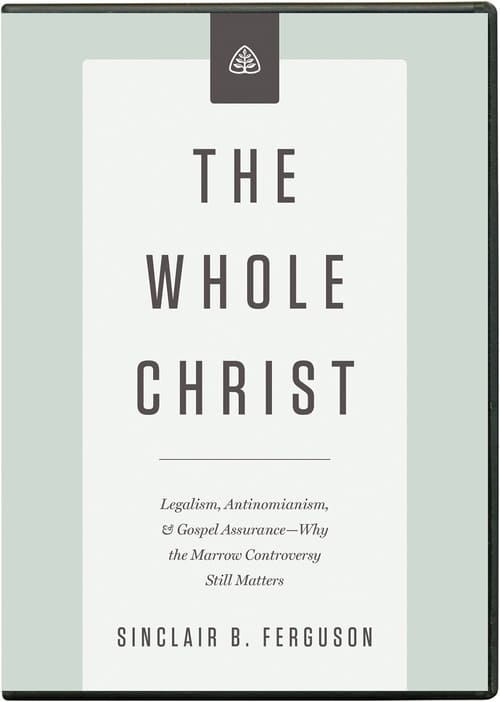 THE
WHOLE
CHRIST
Legalism, Antinomianism,
& Gospel Assurance—Why
the Marrow Controversy
Still Matters
SINCLAIR B. FERGUSON